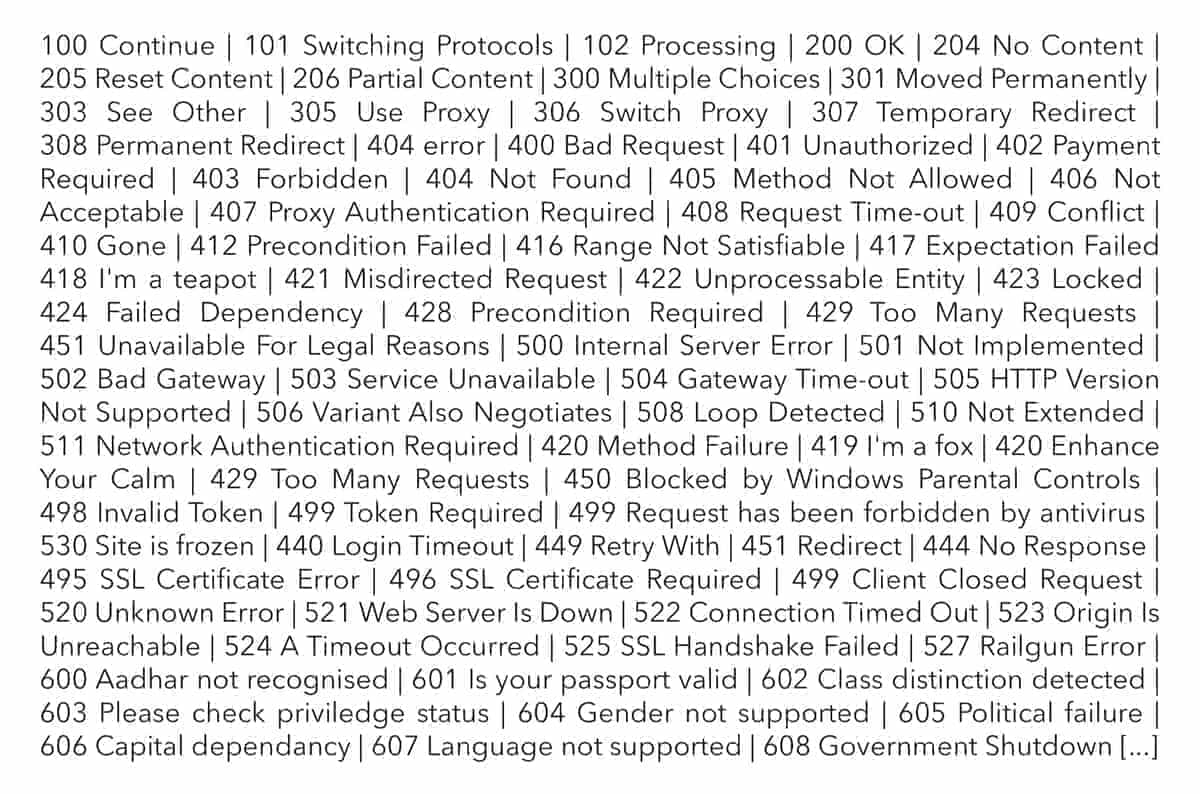 100 Continue | 101 Switching Protocols | 102 Processing | 200 OK | 204 No Content |
205 Reset Content | 206 Partial Content | 300 Multiple Choices | 301 Moved Permanently |
303 See Other | 305 Use Proxy | 306 Switch Proxy | 307 Temporary Redirect |
308 Permanent Redirect | 404 error | 400 Bad Request | 401 Unauthorized | 402 Payment
Required | 403 Forbidden | 404 Not Found | 405 Method Not Allowed | 406 Not
Acceptable | 407 Proxy Authentication Required | 408 Request Time-out | 409 Conflict |
410 Gone | 412 Precondition Failed | 416 Range Not Satisfiable | 417 Expectation Failed
418 I'm a teapot | 421 Misdirected Request | 422 Unprocessable Entity | 423 Locked |
424 Failed Dependency | 428 Precondition Required | 429 Too Many Requests |
451 Unavailable For Legal Reasons | 500 Internal Server Error | 501 Not Implemented |
502 Bad Gateway | 503 Service Unavailable | 504 Gateway Time-out | 505 HTTP Version
Not Supported | 506 Variant Also Negotiates | 508 Loop Detected | 510 Not Extended |
511 Network Authentication Required | 420 Method Failure | 419 I'm a fox | 420 Enhance
Your Calm | 429 Too Many Requests | 450 Blocked by Windows Parental Controls |
498 Invalid Token | 499 Token Required | 499 Request has been forbidden by antivirus |
530 Site is frozen | 440 Login Timeout | 449 Retry With | 451 Redirect | 444 No Response |
495 SSL Certificate Error | 496 SSL Certificate Required | 499 Client Closed Request |
520 Unknown Error | 521 Web Server Is Down | 522 Connection Timed Out | 523 Origin Is
Unreachable | 524 A Timeout Occurred | 525 SSL Handshake Failed | 527 Railgun Error |
600 Aadhar not recognised | 601 Is your passport valid | 602 Class distinction detected |
603 Please check priviledge status | 604 Gender not supported | 605 Political failure |
606 Capital dependancy | 607 Language not supported | 608 Government Shutdown [...]